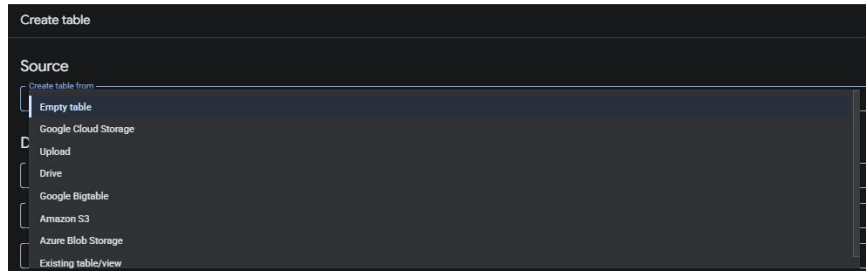 Create table
Source
Create table from
Empty table
Google Cloud Storage
Upload
Drive
Google Bigtable
Amazon S3
Azure Blob Storage
Existing table/view